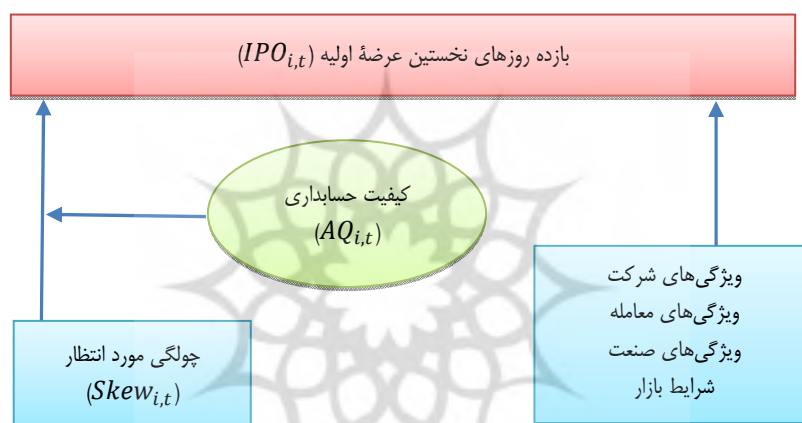 بازده روزهای نخستین عرضهٔ اولیه (IPO_{i,t})
کیفیت حسابداری
(AQ_{i,t})
ویژگی‌های شرکت
ویژگی‌های معامله
ویژگی‌های صنعت
شرایط بازار
چولگی مورد انتظار
(Skew_{i,t})